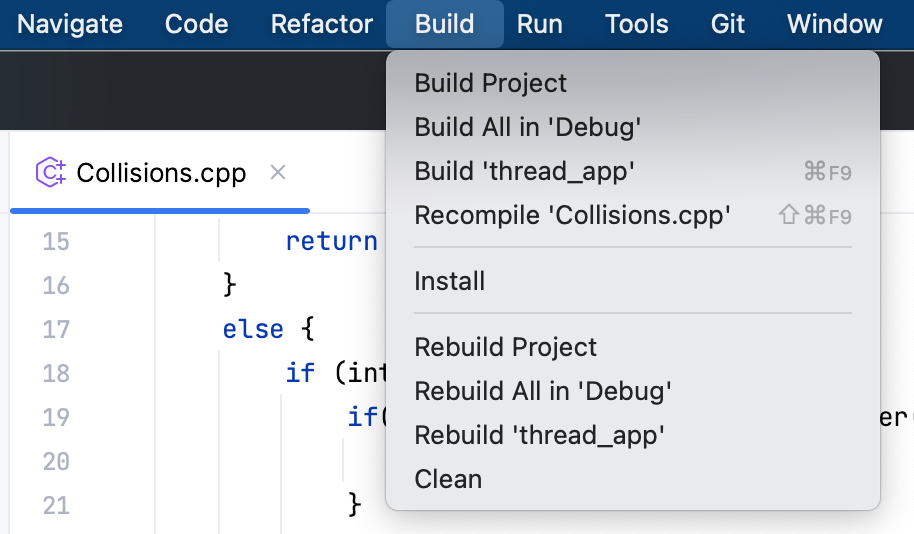 Navigate Code Refactor Build Run Tools Git Window
Build Project
Build All in 'Debug'
Build 'thread_app' ⌘F9
Recompile 'Collisions.cpp' ⇧⌘F9
Install
Rebuild Project
Rebuild All in 'Debug'
Rebuild 'thread_app'
Clean
Collisions.cpp
15 return
16 }
17 else {
18 if (int
19 if( er(
20
21 }